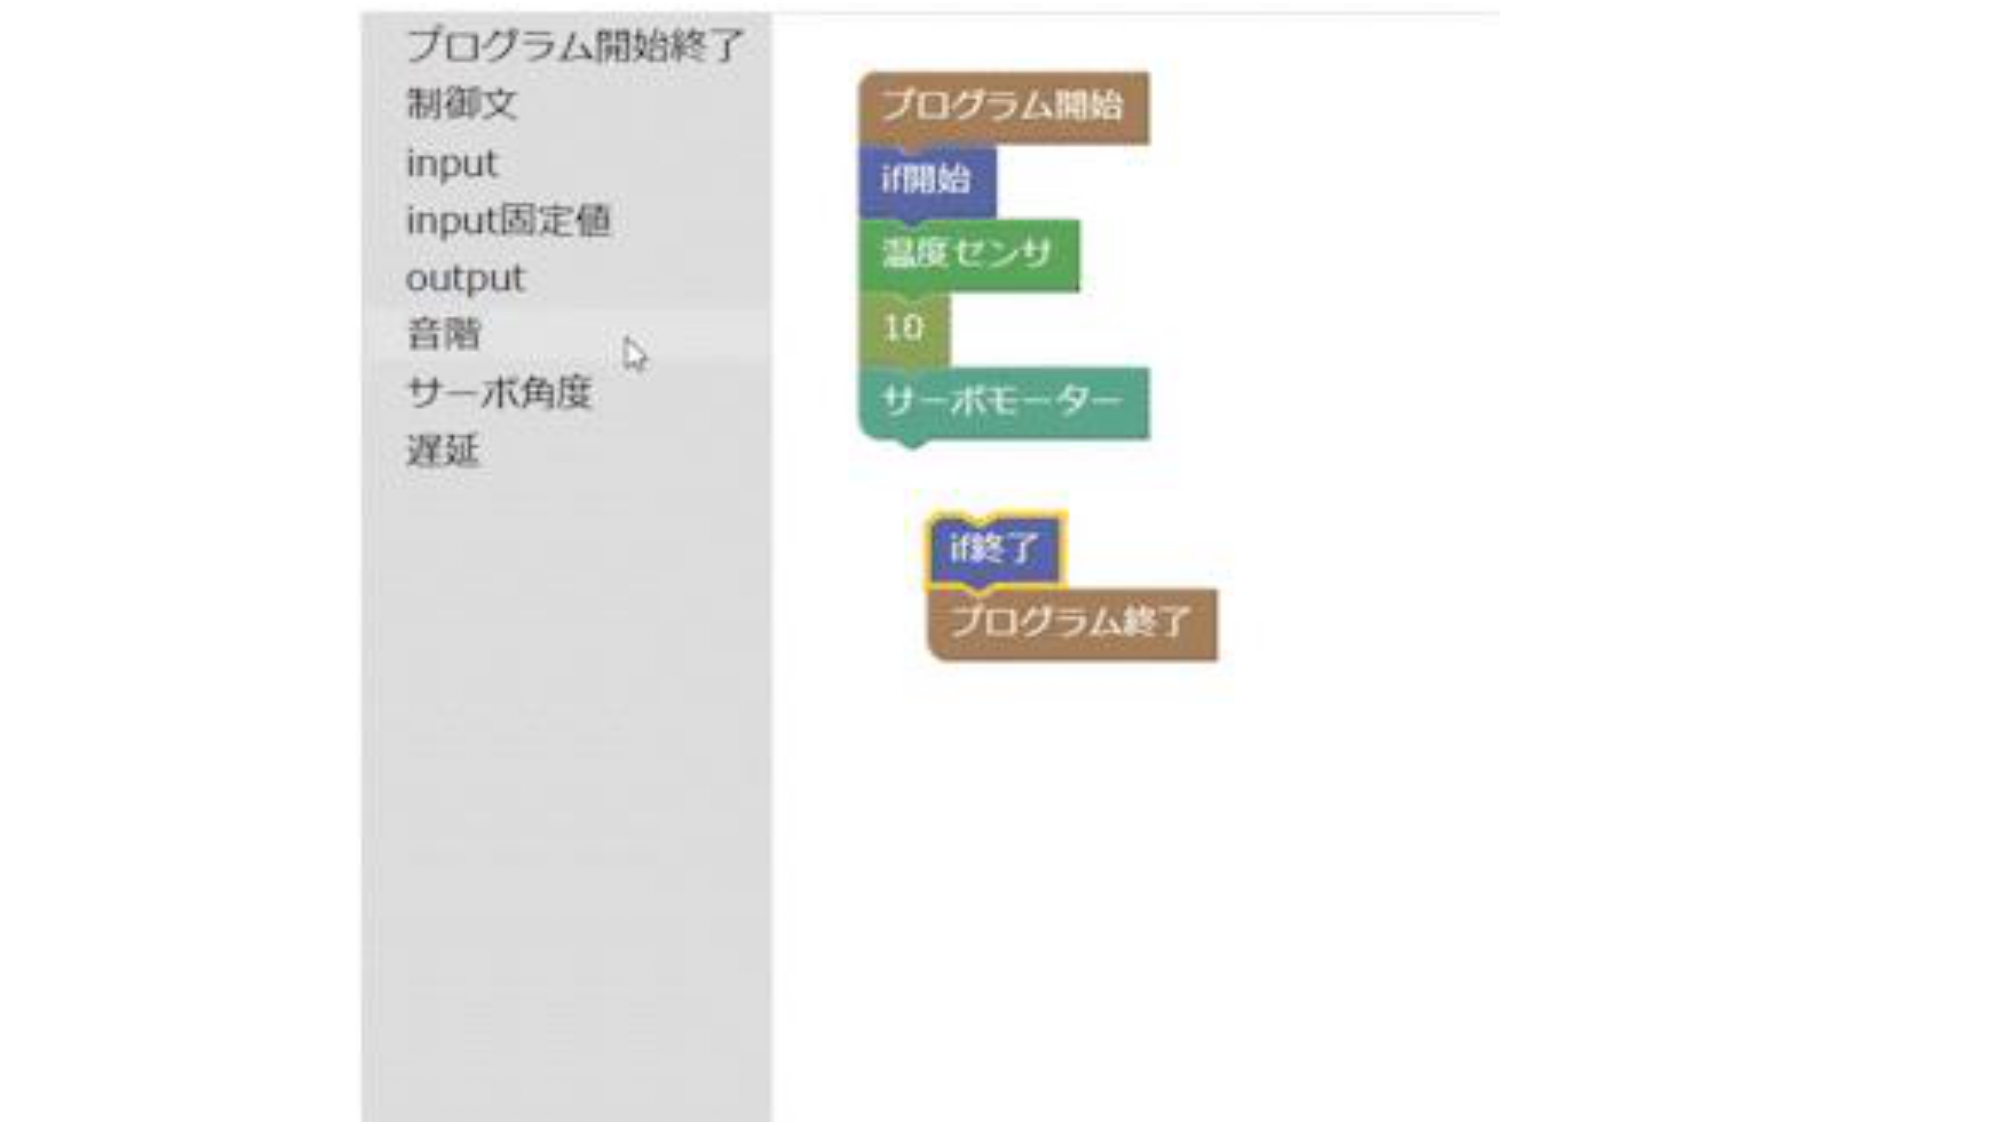 プログラム開始終了
制御文
input
input固定値
output
音階
サーボ角度
遅延
プログラム開始
if開始
温度センサ
10
サーボモーター
if終了
プログラム終了